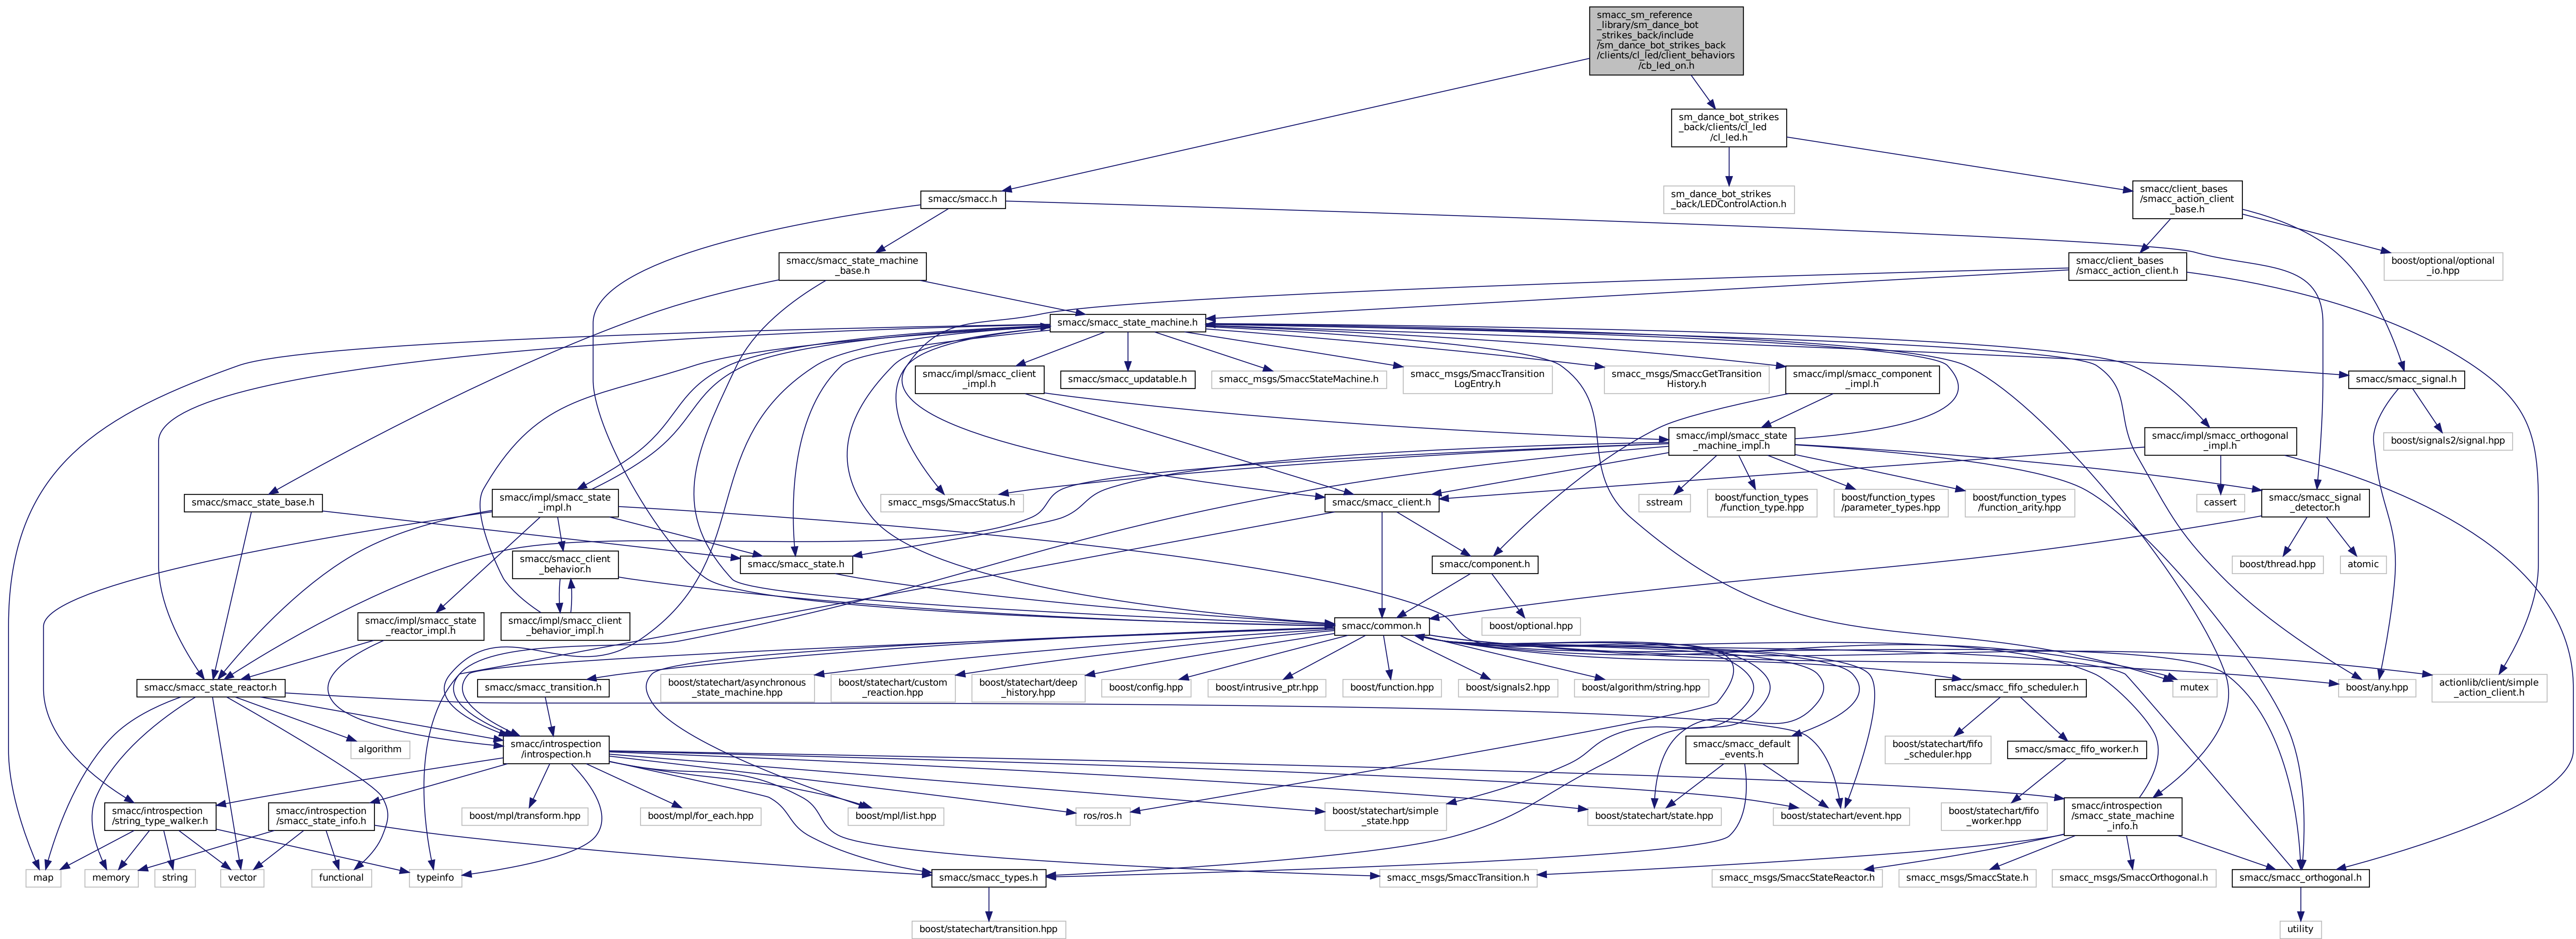 smacc_sm_reference
_library/sm_dance_bot
_strikes_back/include
/sm_dance_bot_strikes_back
/clients/cl_led/client_behaviors
/cb_led_on.h
sm_dance_bot_strikes
_back/clients/cl_led
/cl_led.h
smacc/smacc.h
sm_dance_bot_strikes
_back/LEDControlAction.h
smacc/client_bases
/smacc_action_client
_base.h
smacc/smacc_state_machine
_base.h
smacc/client_bases
/smacc_action_client.h
boost/optional/optional
_io.hpp
smacc/smacc_state_machine.h
smacc/impl/smacc_client
_impl.h
smacc/smacc_updatable.h
smacc_msgs/SmaccStateMachine.h
smacc_msgs/SmaccTransition
LogEntry.h
smacc_msgs/SmaccGetTransition
History.h
smacc/impl/smacc_component
_impl.h
smacc/smacc_signal.h
smacc/impl/smacc_state
_machine_impl.h
smacc/impl/smacc_orthogonal
_impl.h
boost/signals2/signal.hpp
smacc/smacc_state_base.h
smacc/impl/smacc_state
_impl.h
smacc_msgs/SmaccStatus.h
smacc/smacc_client.h
sstream
boost/function_types
/function_type.hpp
boost/function_types
/parameter_types.hpp
boost/function_types
/function_arity.hpp
cassert
smacc/smacc_signal
_detector.h
smacc/smacc_client
_behavior.h
smacc/smacc_state.h
smacc/component.h
boost/thread.hpp
atomic
smacc/impl/smacc_state
_reactor_impl.h
smacc/impl/smacc_client
_behavior_impl.h
smacc/common.h
boost/optional.hpp
smacc/smacc_state_reactor.h
smacc/smacc_transition.h
boost/statechart/asynchronous
_state_machine.hpp
boost/statechart/custom
_reaction.hpp
boost/statechart/deep
_history.hpp
boost/config.hpp
boost/intrusive_ptr.hpp
boost/function.hpp
boost/signals2.hpp
boost/algorithm/string.hpp
smacc/smacc_fifo_scheduler.h
mutex
boost/any.hpp
actionlib/client/simple
_action_client.h
algorithm
smacc/introspection
/introspection.h
smacc/smacc_default
_events.h
boost/statechart/fifo
_scheduler.hpp
smacc/smacc_fifo_worker.h
smacc/introspection
/string_type_walker.h
smacc/introspection
/smacc_state_info.h
boost/mpl/transform.hpp
boost/mpl/for_each.hpp
boost/mpl/list.hpp
ros/ros.h
boost/statechart/simple
_state.hpp
boost/statechart/state.hpp
boost/statechart/event.hpp
boost/statechart/fifo
_worker.hpp
smacc/introspection
/smacc_state_machine
_info.h
map
memory
string
vector
functional
typeinfo
smacc/smacc_types.h
smacc_msgs/SmaccTransition.h
smacc_msgs/SmaccStateReactor.h
smacc_msgs/SmaccState.h
smacc_msgs/SmaccOrthogonal.h
smacc/smacc_orthogonal.h
boost/statechart/transition.hpp
utility